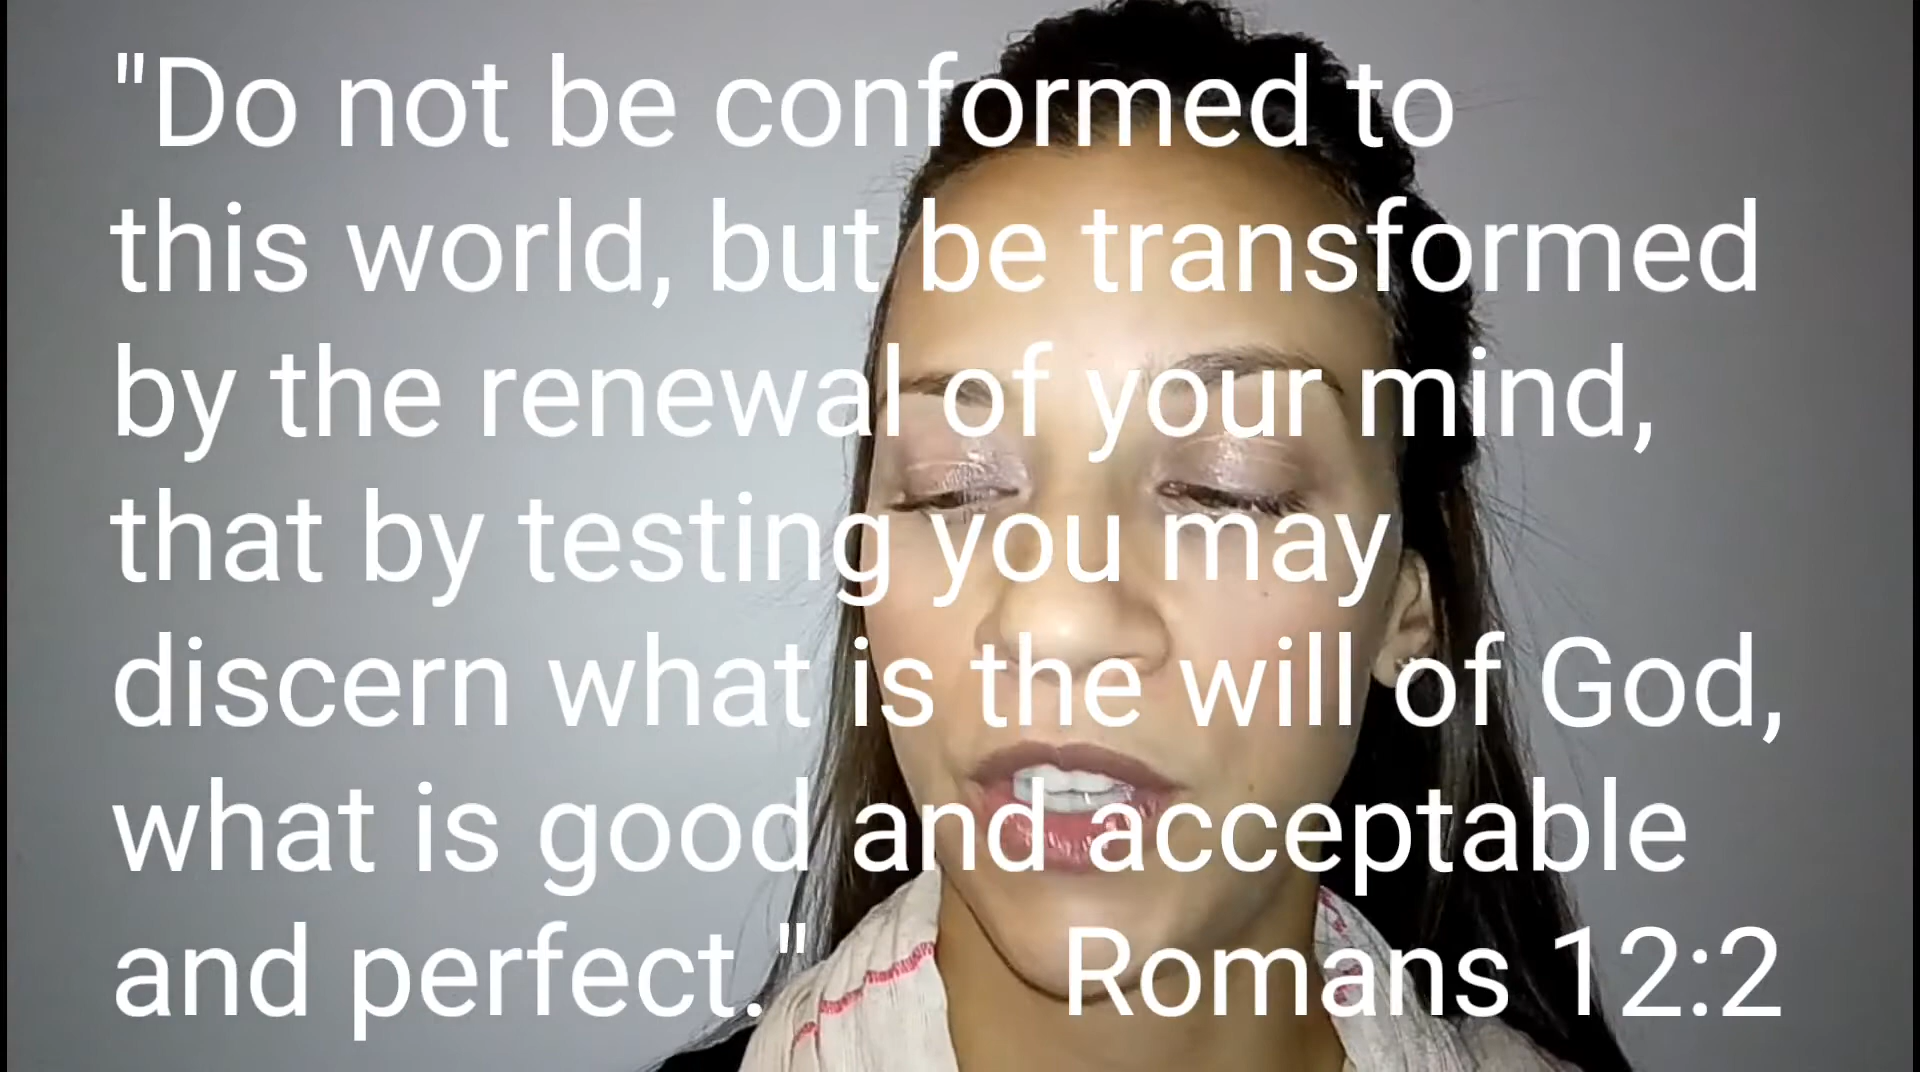 "Do not be conformed to
this world, but be transformed
by the renewal of your mind,
that by testing you may
discern what is the will of God,
what is good and acceptable
and perfect." Romans 12:2